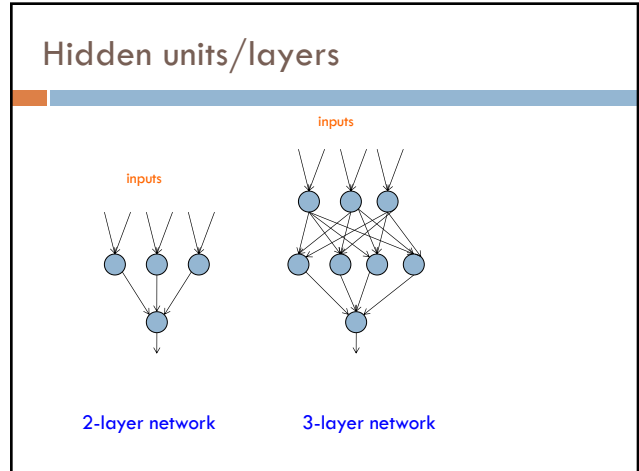 Hidden units/layers
inputs
inputs
2-layer network
3-layer network